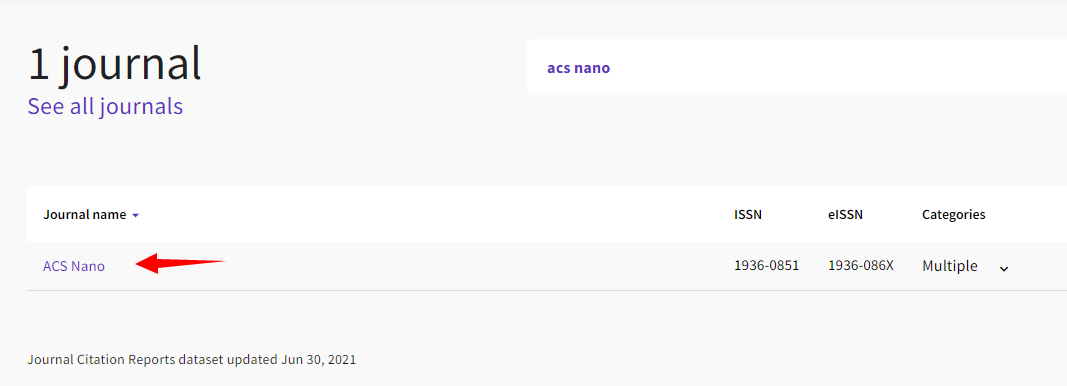 1 journal
See all journals
acs nano
Journal name ISSN eISSN Categories
ACS Nano 1936-0851 1936-086X Multiple
Journal Citation Reports dataset updated Jun 30, 2021